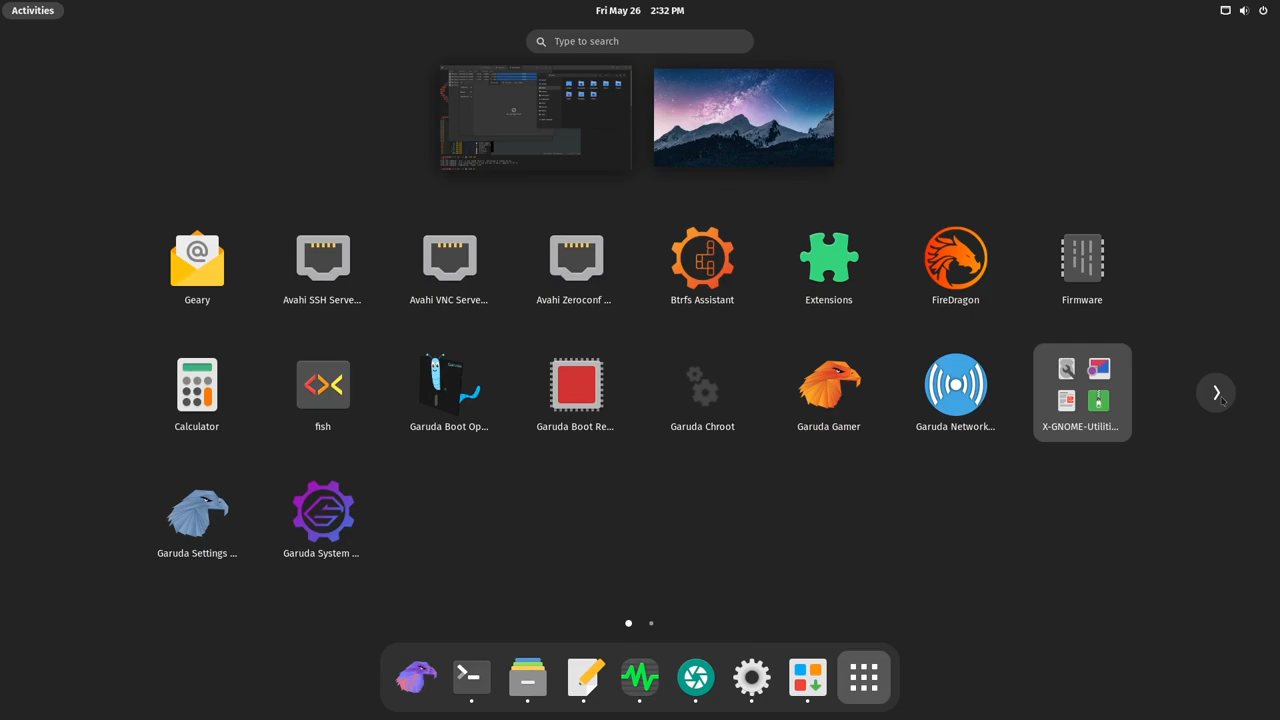 Activities
Fri May 26 2:32 PM
Type to search
Geary
Avahi SSH Serve...
Avahi VNC Serve...
Avahi Zeroconf ...
Btrfs Assistant
Extensions
FireDragon
Firmware
Calculator
fish
Garuda Boot Op...
Garuda Boot Re...
Garuda Chroot
Garuda Gamer
Garuda Network...
X-GNOME-Utiliti...
Garuda Settings ...
Garuda System ...